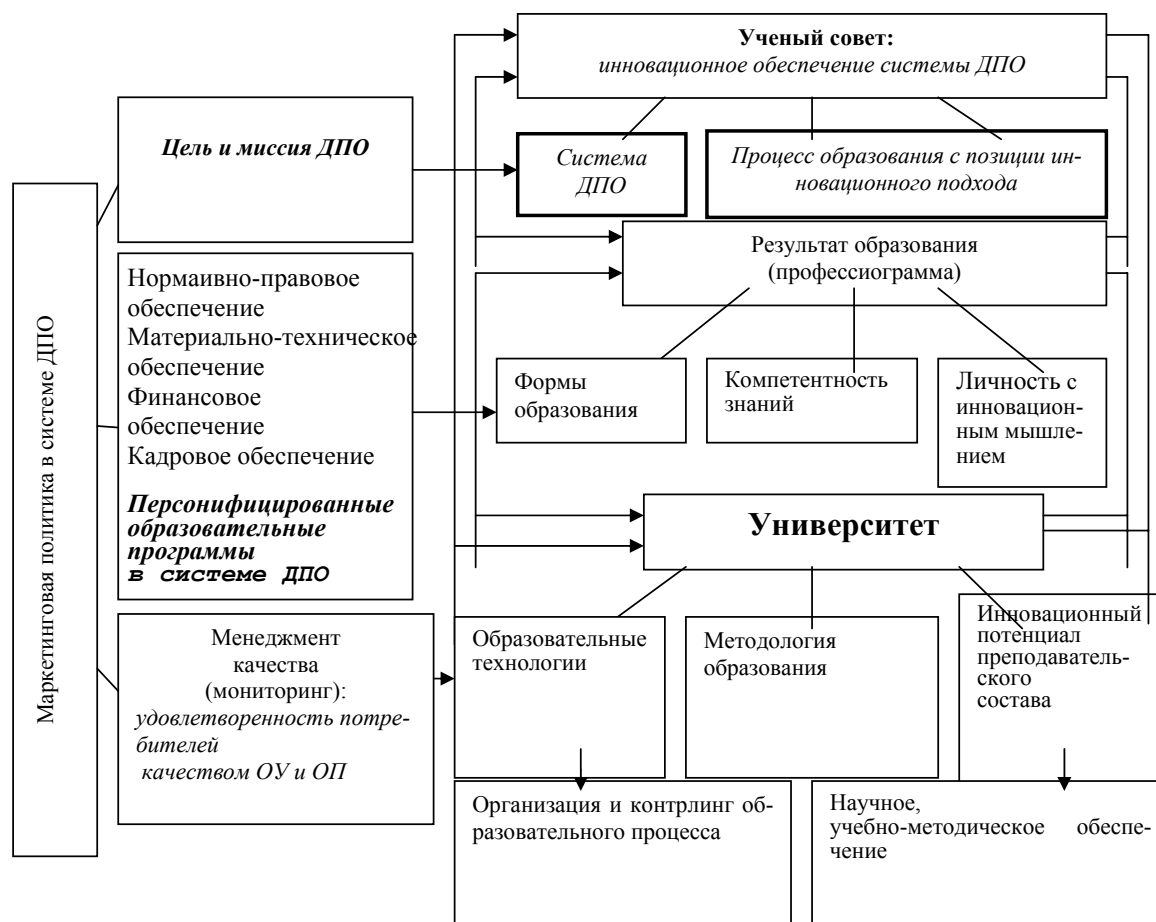 Ученый совет:
инновационное обеспечение системы ДПО
Цель и миссия ДПО
Система
ДПО
Процесс образования с позиции ин-
новационного подхода
Маркетинговая политика в системе ДПО
Результат образования
(профессиограмма)
Нормаивно-правовое
обеспечение
Материально-техническое
обеспечение
Финансовое
обеспечение
Кадровое обеспечение
Персонифицированные
образовательные
программы
в системе ДПО
Формы
образования
Компетентность
знаний
Личность с
инновацион-
ным мышле-
нием
Университет
Менеджмент
качества
(мониторинг):
удовлетворенность потре-
бителей
качеством ОУ и ОП
Образовательные
технологии
Методология
образования
Инновационный
потенциал
преподаватель-
ского
состава
Организация и контрлинг об-
разовательного процесса
Научное,
учебно-методическое обеспе-
чение